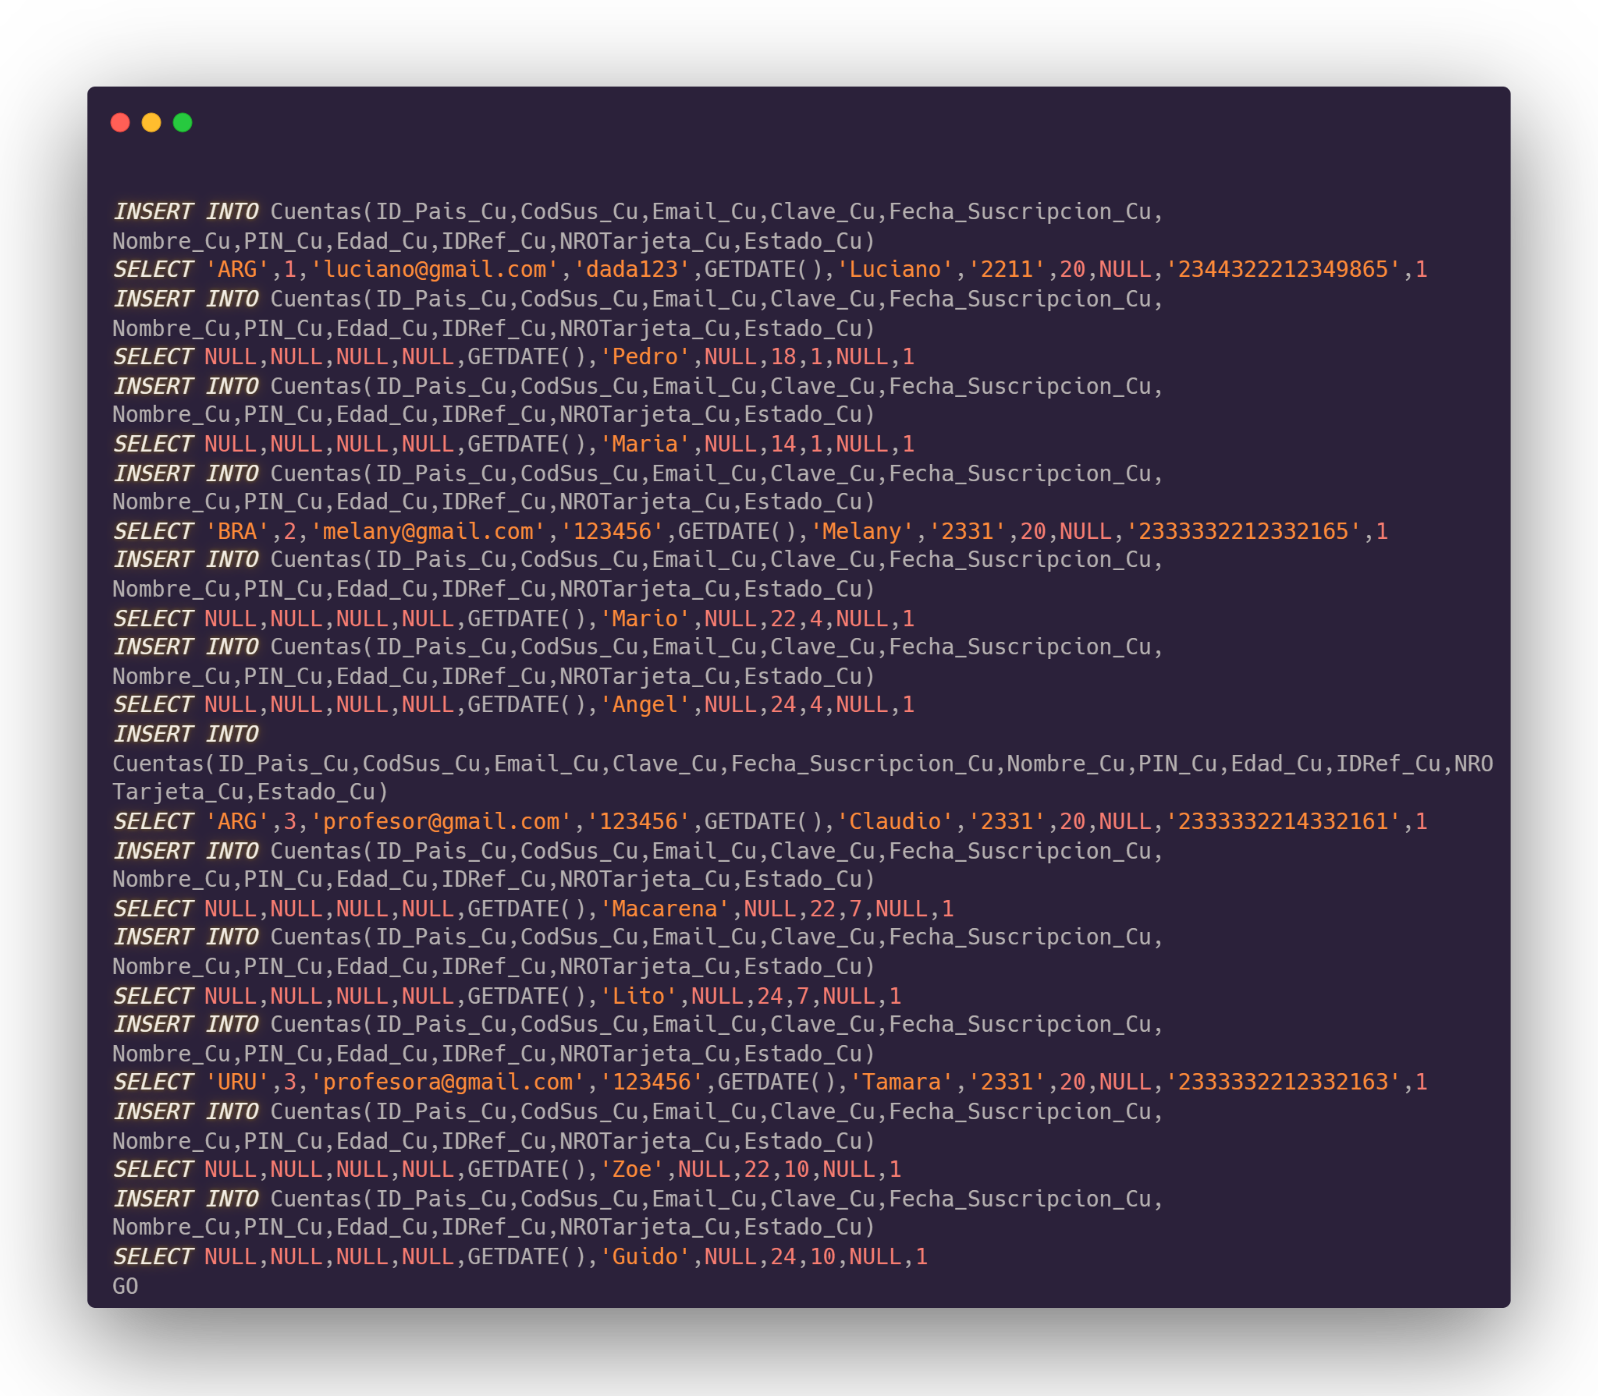 INSERT INTO Cuentas(ID_Pais_Cu,CodSus_Cu,Email_Cu,Clave_Cu,Fecha_Suscripcion_Cu,
Nombre_Cu,PIN_Cu,Edad_Cu,IDRef_Cu,NROTarjeta_Cu,Estado_Cu)
SELECT 'ARG',1,'luciano@gmail.com','dada123',GETDATE(),'Luciano','2211',20,NULL,'2344322212349865',1
INSERT INTO Cuentas(ID_Pais_Cu,CodSus_Cu,Email_Cu,Clave_Cu,Fecha_Suscripcion_Cu,
Nombre_Cu,PIN_Cu,Edad_Cu,IDRef_Cu,NROTarjeta_Cu,Estado_Cu)
SELECT NULL,NULL,NULL,NULL,GETDATE(),'Pedro',NULL,18,1,NULL,1
INSERT INTO Cuentas(ID_Pais_Cu,CodSus_Cu,Email_Cu,Clave_Cu,Fecha_Suscripcion_Cu,
Nombre_Cu,PIN_Cu,Edad_Cu,IDRef_Cu,NROTarjeta_Cu,Estado_Cu)
SELECT NULL,NULL,NULL,NULL,GETDATE(),'Maria',NULL,14,1,NULL,1
INSERT INTO Cuentas(ID_Pais_Cu,CodSus_Cu,Email_Cu,Clave_Cu,Fecha_Suscripcion_Cu,
Nombre_Cu,PIN_Cu,Edad_Cu,IDRef_Cu,NROTarjeta_Cu,Estado_Cu)
SELECT 'BRA',2,'melany@gmail.com','123456',GETDATE(),'Melany','2331',20,NULL,'2333332212332165',1
INSERT INTO Cuentas(ID_Pais_Cu,CodSus_Cu,Email_Cu,Clave_Cu,Fecha_Suscripcion_Cu,
Nombre_Cu,PIN_Cu,Edad_Cu,IDRef_Cu,NROTarjeta_Cu,Estado_Cu)
SELECT NULL,NULL,NULL,NULL,GETDATE(),'Mario',NULL,22,4,NULL,1
INSERT INTO Cuentas(ID_Pais_Cu,CodSus_Cu,Email_Cu,Clave_Cu,Fecha_Suscripcion_Cu,
Nombre_Cu,PIN_Cu,Edad_Cu,IDRef_Cu,NROTarjeta_Cu,Estado_Cu)
SELECT NULL,NULL,NULL,NULL,GETDATE(),'Angel',NULL,24,4,NULL,1
INSERT INTO
Cuentas(ID_Pais_Cu,CodSus_Cu,Email_Cu,Clave_Cu,Fecha_Suscripcion_Cu,Nombre_Cu,PIN_Cu,Edad_Cu,IDRef_Cu,NRO
Tarjeta_Cu,Estado_Cu)
SELECT 'ARG',3,'profesor@gmail.com','123456',GETDATE(),'Claudio','2331',20,NULL,'2333332214332161',1
INSERT INTO Cuentas(ID_Pais_Cu,CodSus_Cu,Email_Cu,Clave_Cu,Fecha_Suscripcion_Cu,
Nombre_Cu,PIN_Cu,Edad_Cu,IDRef_Cu,NROTarjeta_Cu,Estado_Cu)
SELECT NULL,NULL,NULL,NULL,GETDATE(),'Macarena',NULL,22,7,NULL,1
INSERT INTO Cuentas(ID_Pais_Cu,CodSus_Cu,Email_Cu,Clave_Cu,Fecha_Suscripcion_Cu,
Nombre_Cu,PIN_Cu,Edad_Cu,IDRef_Cu,NROTarjeta_Cu,Estado_Cu)
SELECT NULL,NULL,NULL,NULL,GETDATE(),'Lito',NULL,24,7,NULL,1
INSERT INTO Cuentas(ID_Pais_Cu,CodSus_Cu,Email_Cu,Clave_Cu,Fecha_Suscripcion_Cu,
Nombre_Cu,PIN_Cu,Edad_Cu,IDRef_Cu,NROTarjeta_Cu,Estado_Cu)
SELECT 'URU',3,'profesora@gmail.com','123456',GETDATE(),'Tamara','2331',20,NULL,'2333332212332163',1
INSERT INTO Cuentas(ID_Pais_Cu,CodSus_Cu,Email_Cu,Clave_Cu,Fecha_Suscripcion_Cu,
Nombre_Cu,PIN_Cu,Edad_Cu,IDRef_Cu,NROTarjeta_Cu,Estado_Cu)
SELECT NULL,NULL,NULL,NULL,GETDATE(),'Zoe',NULL,22,10,NULL,1
INSERT INTO Cuentas(ID_Pais_Cu,CodSus_Cu,Email_Cu,Clave_Cu,Fecha_Suscripcion_Cu,
Nombre_Cu,PIN_Cu,Edad_Cu,IDRef_Cu,NROTarjeta_Cu,Estado_Cu)
SELECT NULL,NULL,NULL,NULL,GETDATE(),'Guido',NULL,24,10,NULL,1
GO